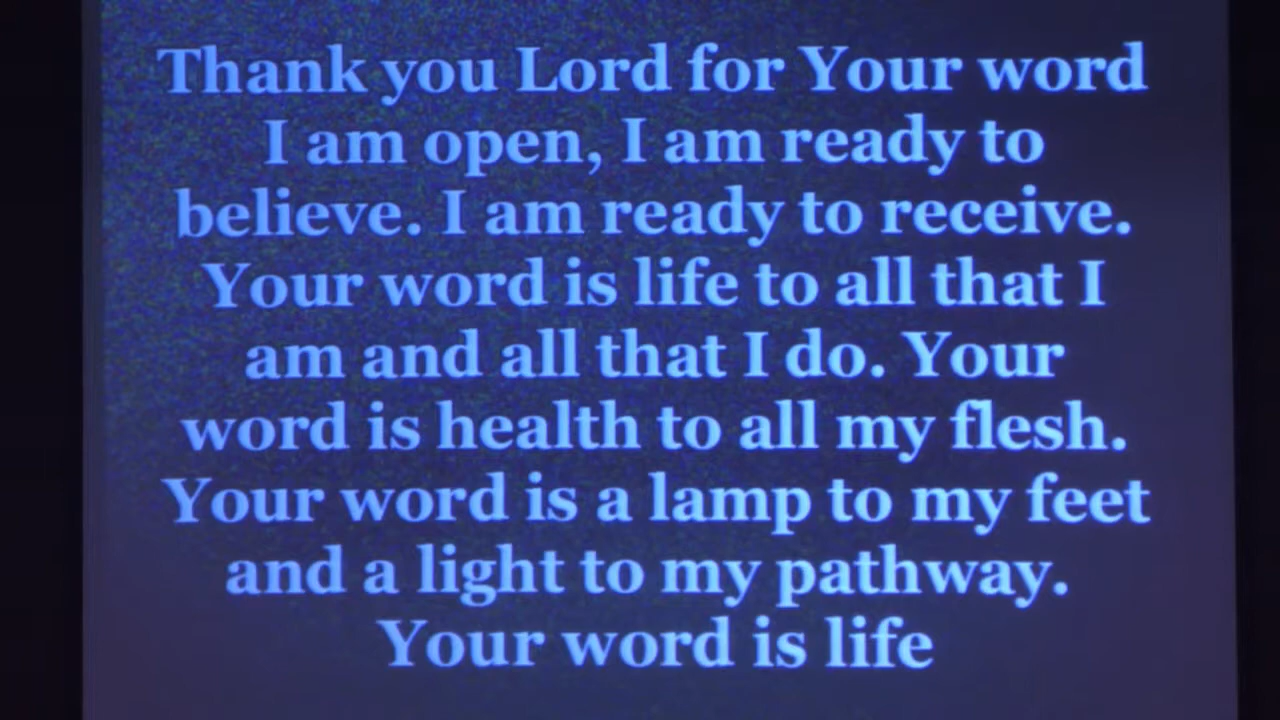 Thank you Lord for Your word
I am open, I am ready to
believe. I am ready to receive.
Your word is life to all that I
am and all that I do. Your
word is health to all my flesh.
Your word is a lamp to my feet
and a light to my pathway.
Your word is life